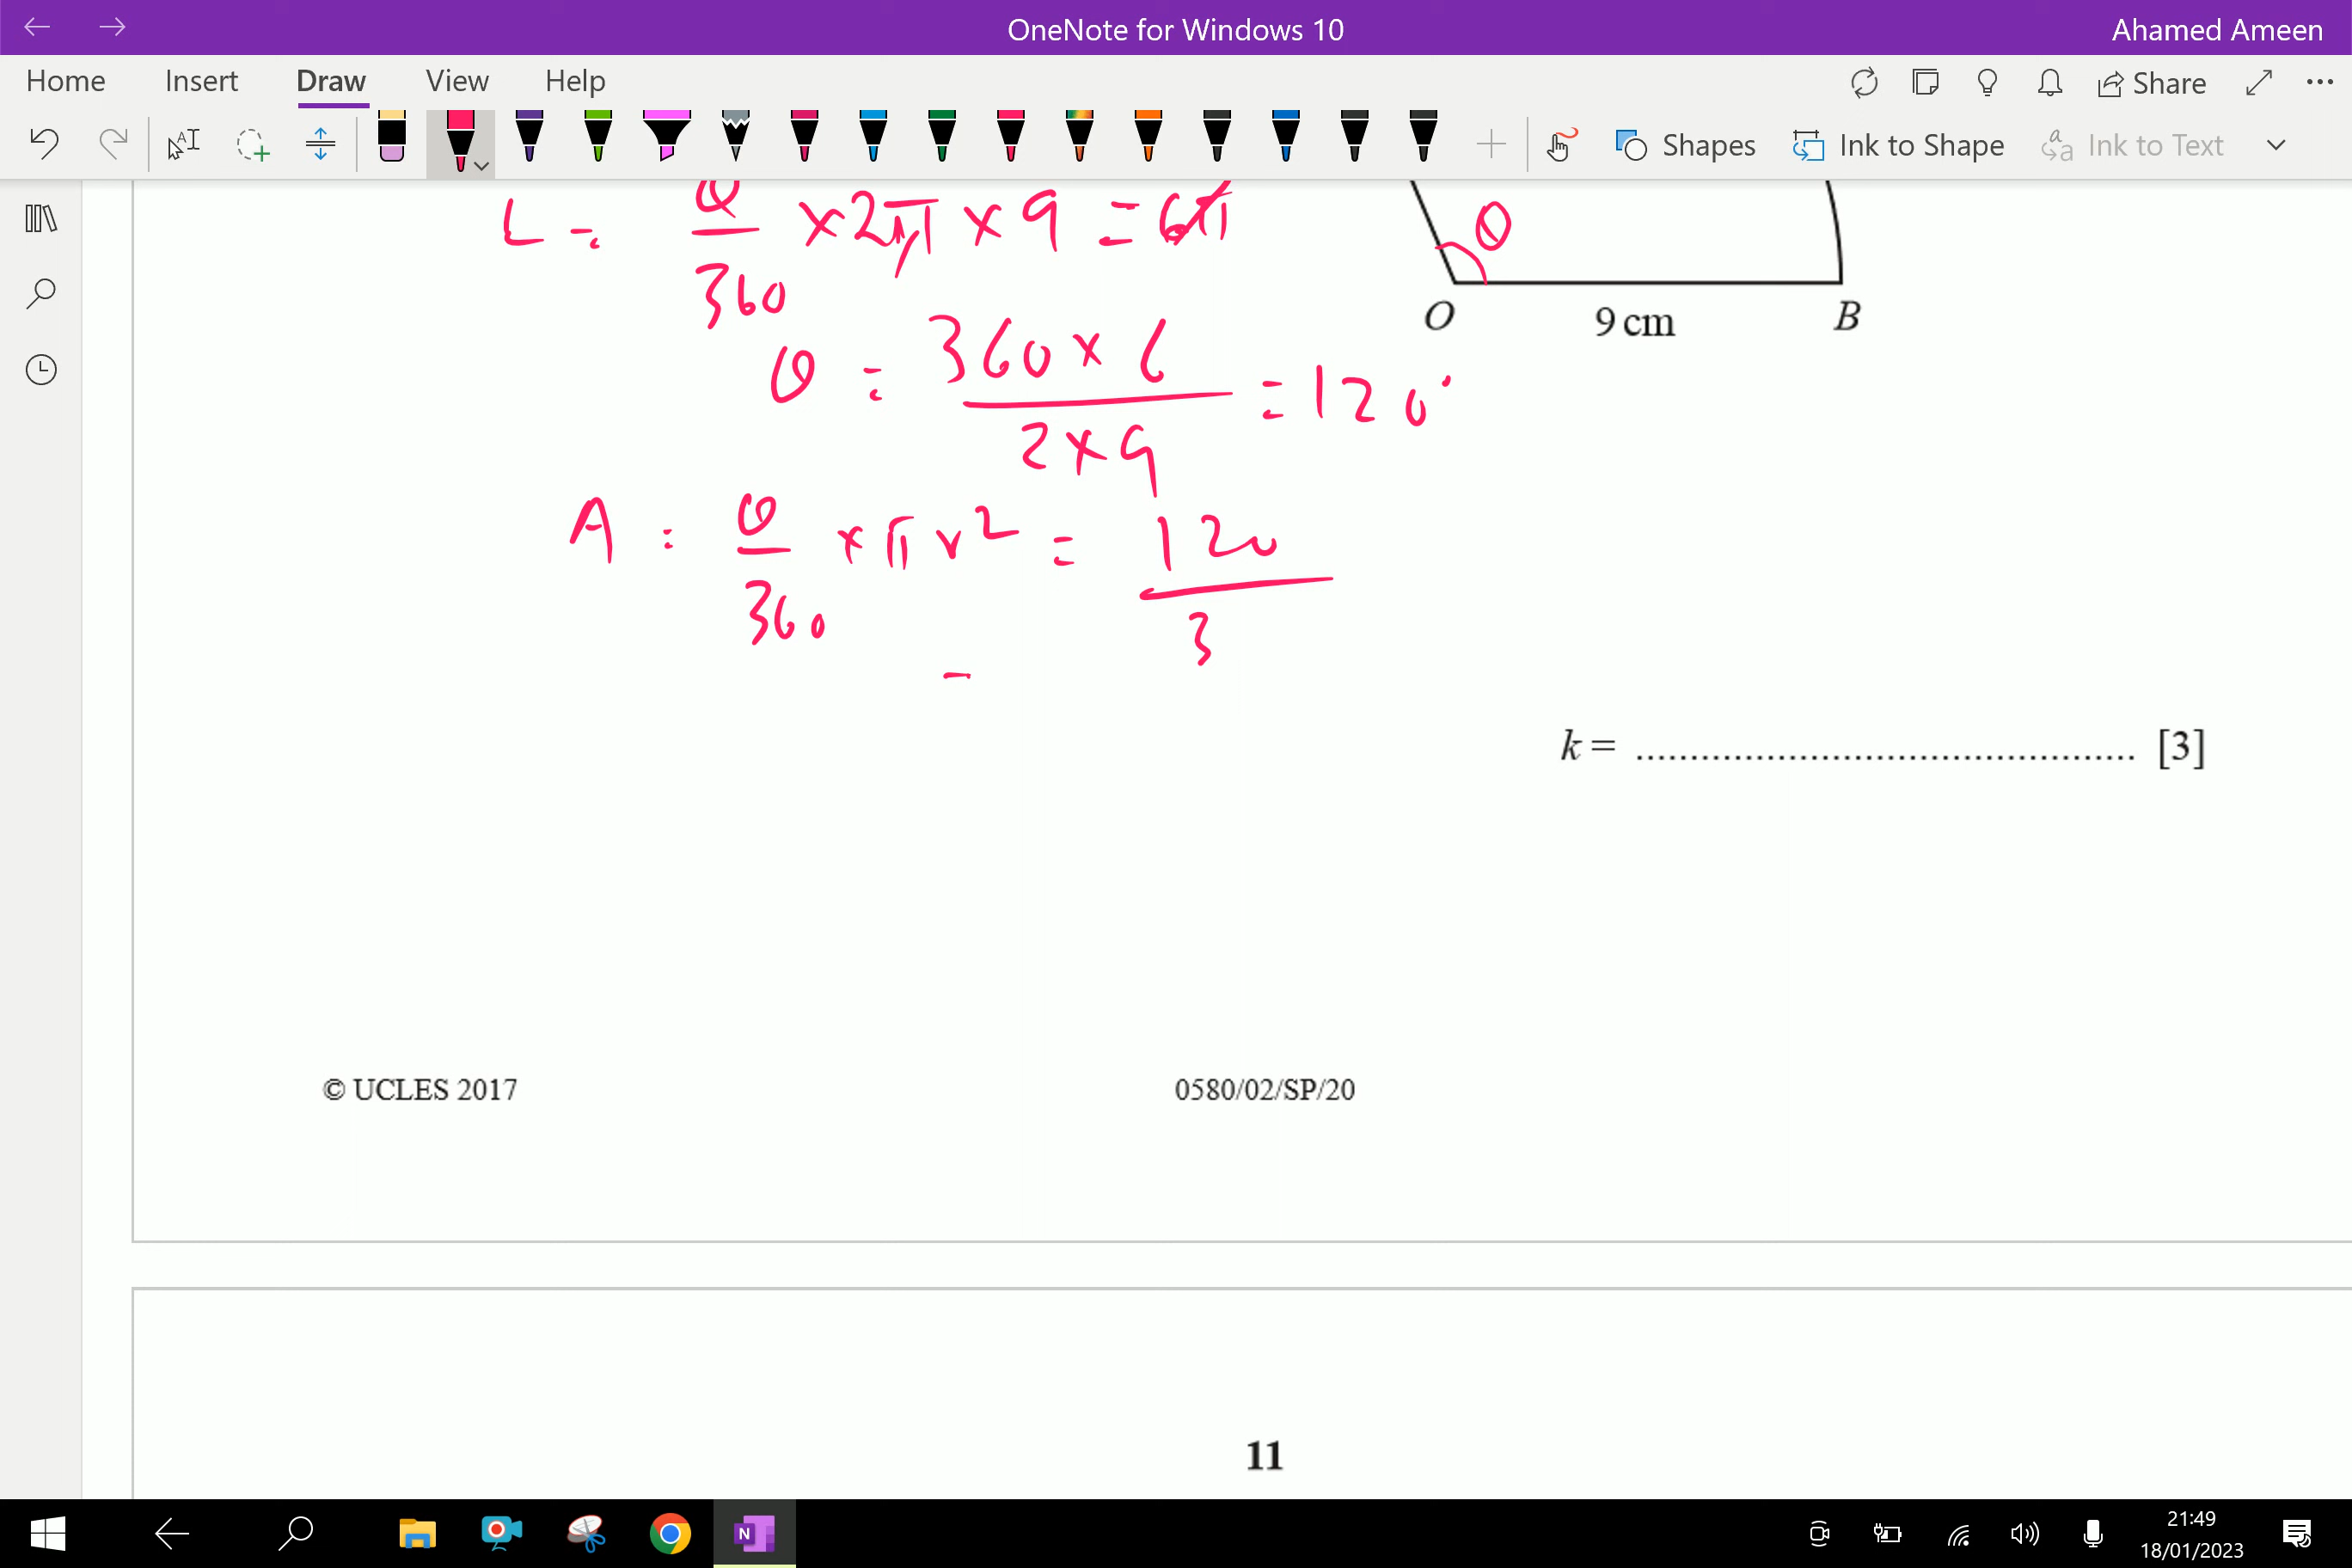 OneNote for Windows 10
Ahamed Ameen
Home Insert Draw View Help
Share
Shapes Ink to Shape Ink to Text
L = θ/360 × 2π × 9 = 6π
θ
O 9 cm B
θ = 360 × 6 / 2 × 9 = 120°
A = θ/360 × π r² = 120/3
-
k = ................................................ [3]
© UCLES 2017
0580/02/SP/20
11
N
21:49
18/01/2023